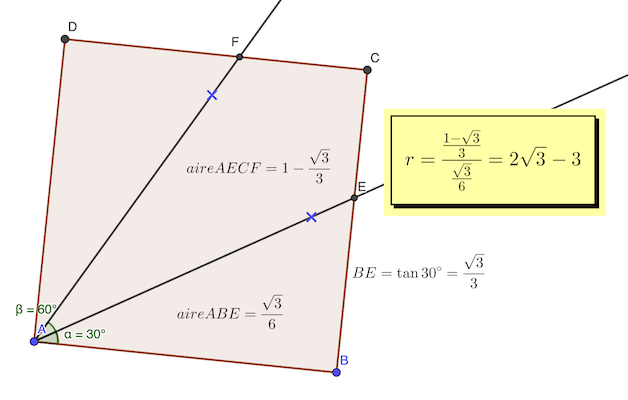 D
F
C
aireAECF = 1 − √3/3
r = ((1−√3)/3)/(√3/6) = 2√3 − 3
E
BE = tan 30° = √3/3
β = 60°
aireABE = √3/6
A
α = 30°
B